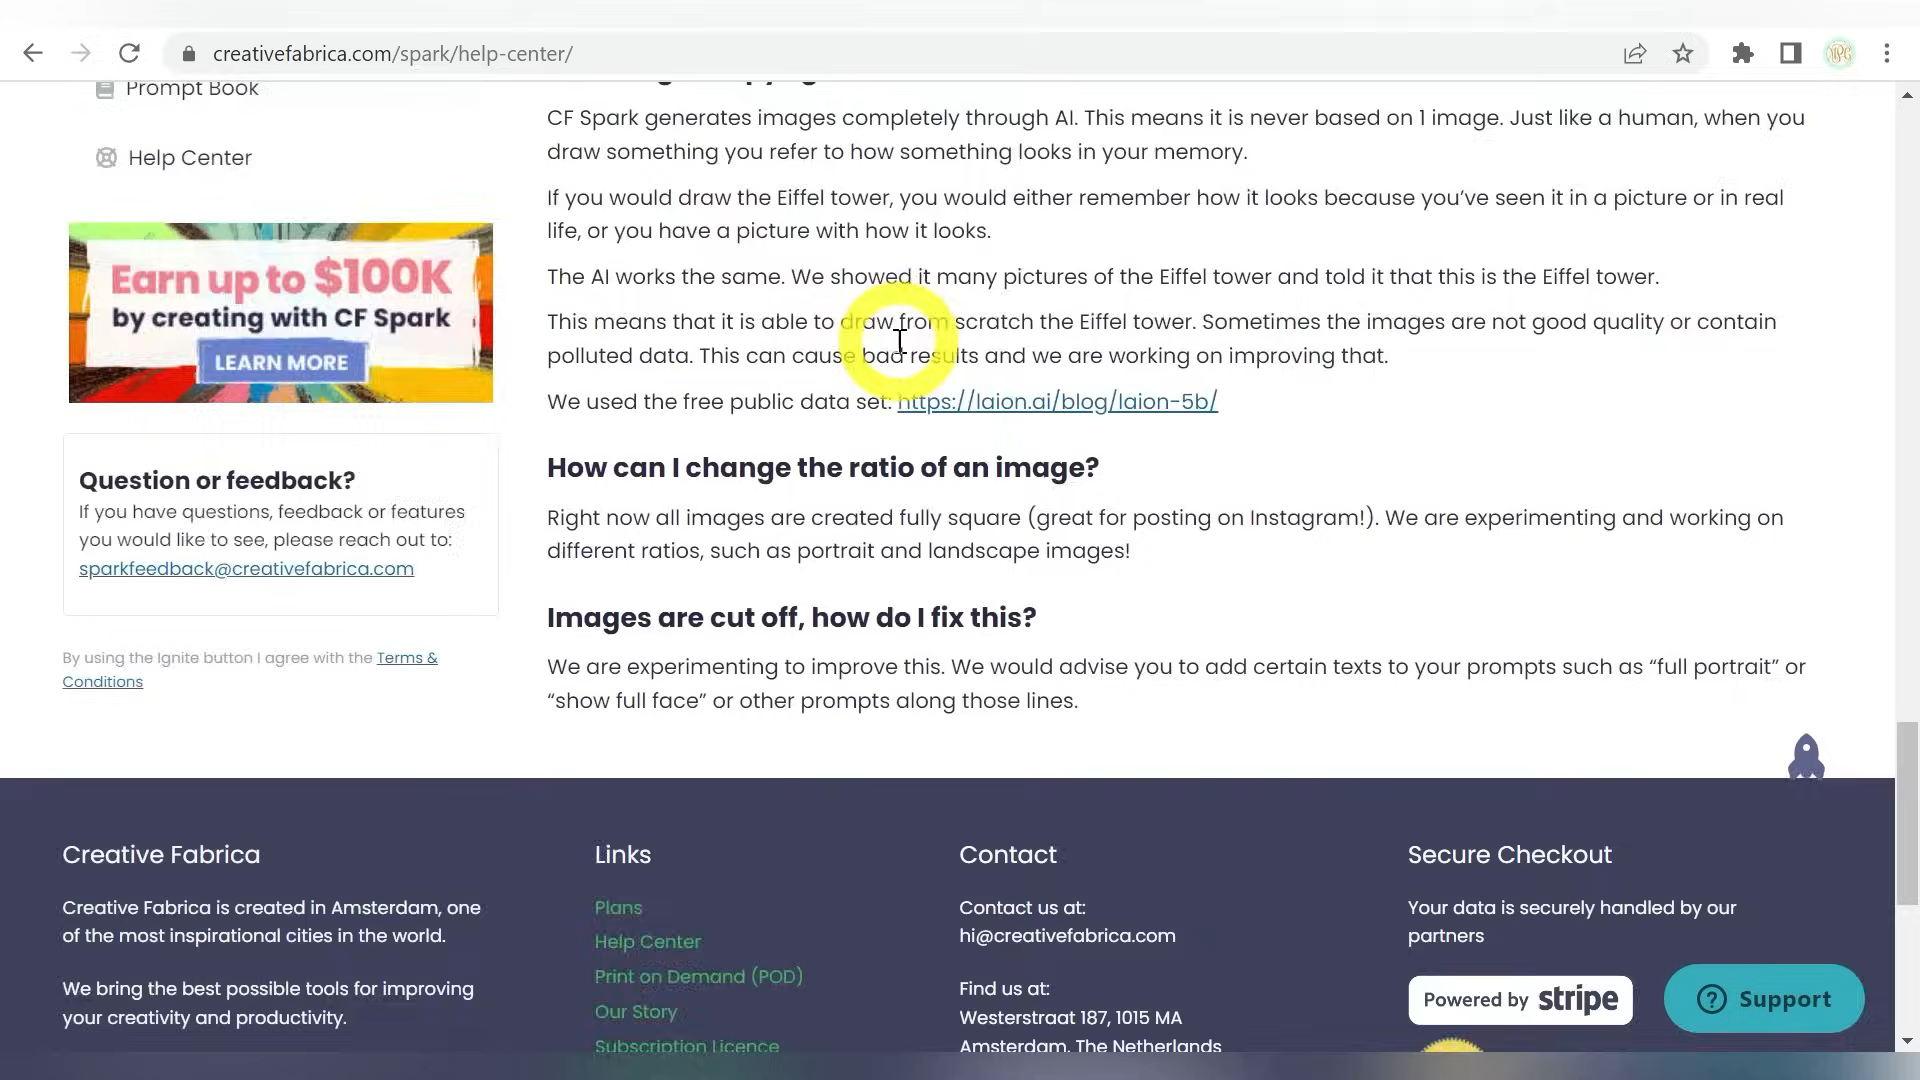 creativefabrica.com/spark/help-center/
Prompt Book
Help Center
Earn up to $100K
by creating with CF Spark
LEARN MORE
Question or feedback?
If you have questions, feedback or features
you would like to see, please reach out to:
sparkfeedback@creativefabrica.com
By using the Ignite button I agree with the Terms &
Conditions
CF Spark generates images completely through AI. This means it is never based on 1 image. Just like a human, when you
draw something you refer to how something looks in your memory.
If you would draw the Eiffel tower, you would either remember how it looks because you’ve seen it in a picture or in real
life, or you have a picture with how it looks.
The AI works the same. We showed it many pictures of the Eiffel tower and told it that this is the Eiffel tower.
This means that it is able to draw from scratch the Eiffel tower. Sometimes the images are not good quality or contain
polluted data. This can cause bad results and we are working on improving that.
We used the free public data set: https://laion.ai/blog/laion-5b/
How can I change the ratio of an image?
Right now all images are created fully square (great for posting on Instagram!). We are experimenting and working on
different ratios, such as portrait and landscape images!
Images are cut off, how do I fix this?
We are experimenting to improve this. We would advise you to add certain texts to your prompts such as “full portrait” or
“show full face” or other prompts along those lines.
Creative Fabrica
Creative Fabrica is created in Amsterdam, one
of the most inspirational cities in the world.
We bring the best possible tools for improving
your creativity and productivity.
Links
Plans
Help Center
Print on Demand (POD)
Our Story
Subscription Licence
Contact
Contact us at:
hi@creativefabrica.com
Find us at:
Westerstraat 187, 1015 MA
Amsterdam, The Netherlands
Secure Checkout
Your data is securely handled by our
partners
Powered by stripe
Support